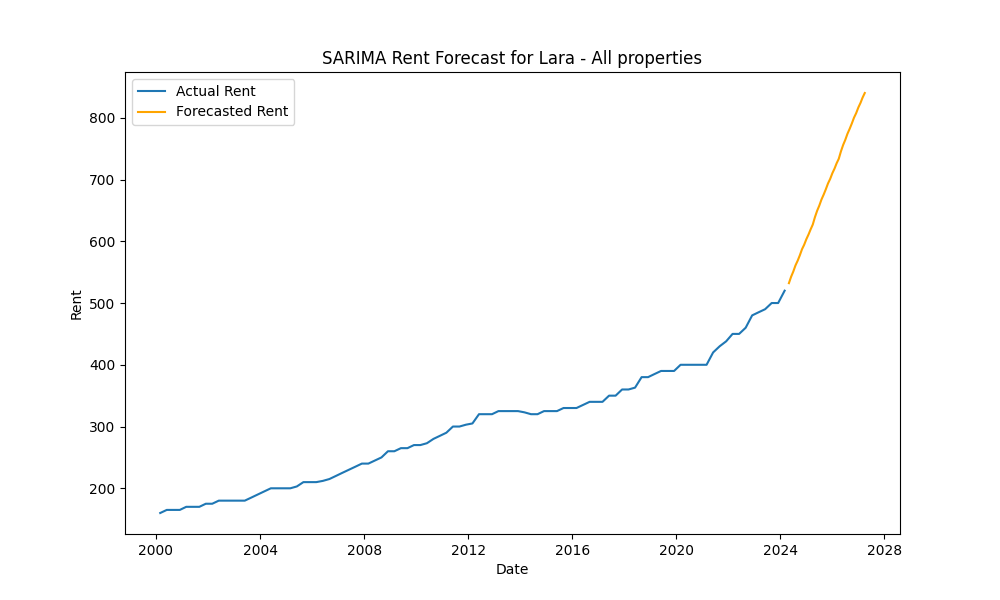 SARIMA Rent Forecast for Lara - All properties
Actual Rent
Forecasted Rent
800
700
600
500
400
300
200
Rent
2000 2004 2008 2012 2016 2020 2024 2028
Date